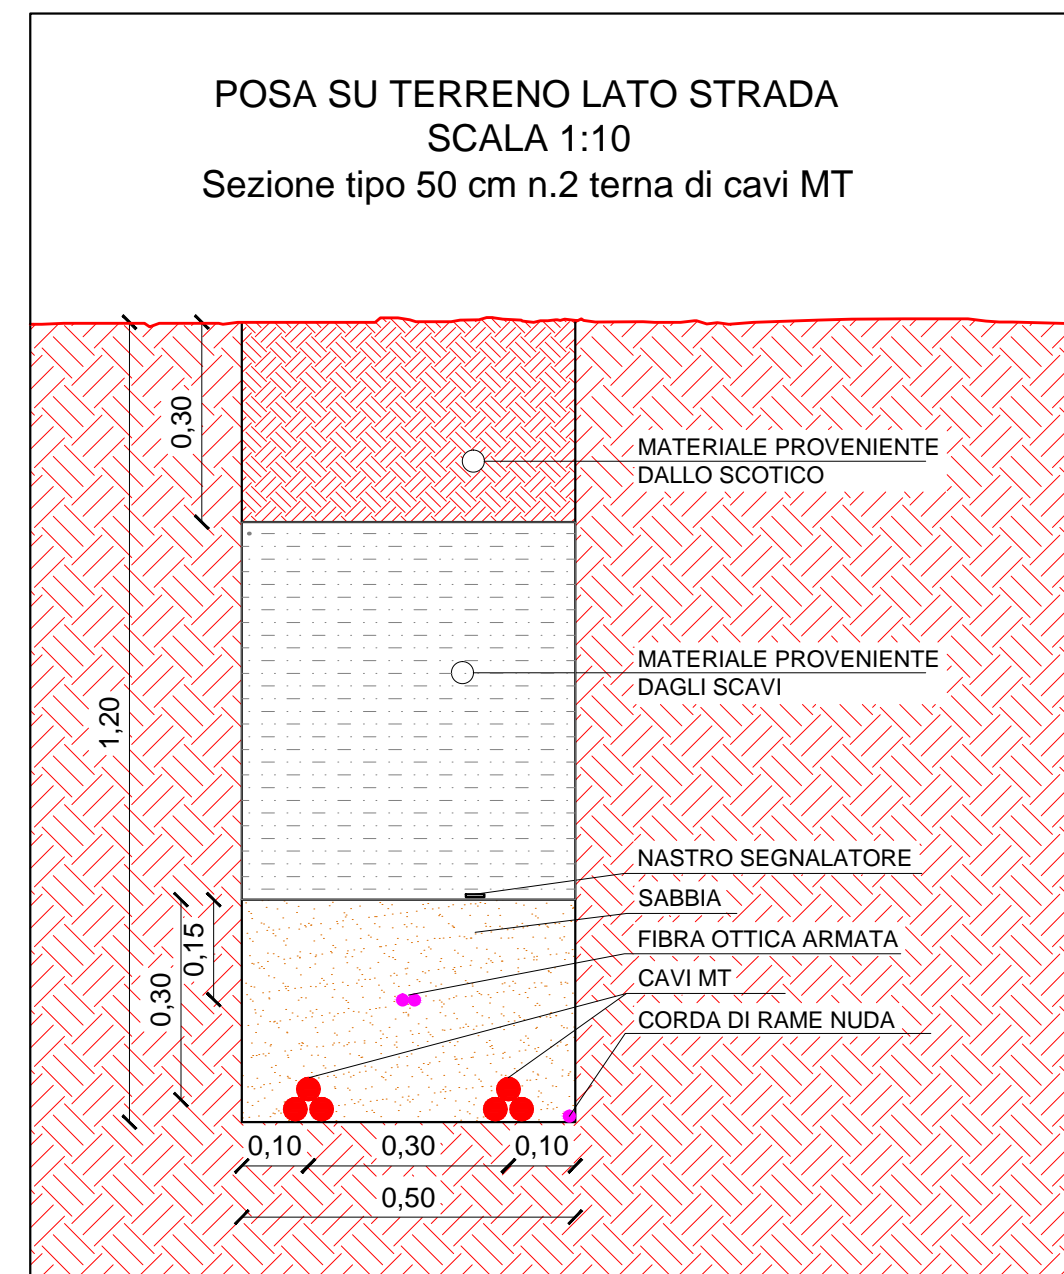 POSA SU TERRENO LATO STRADA
SCALA 1:10
Sezione tipo 50 cm n.2 terna di cavi MT
0,30
MATERIALE PROVENIENTE
DALLO SCOTICO
MATERIALE PROVENIENTE
DAGLI SCAVI
1,20
NASTRO SEGNALATORE
SABBIA
0,15
FIBRA OTTICA ARMATA
0,30
CAVI MT
CORDA DI RAME NUDA
0,10 0,30 0,10
0,50